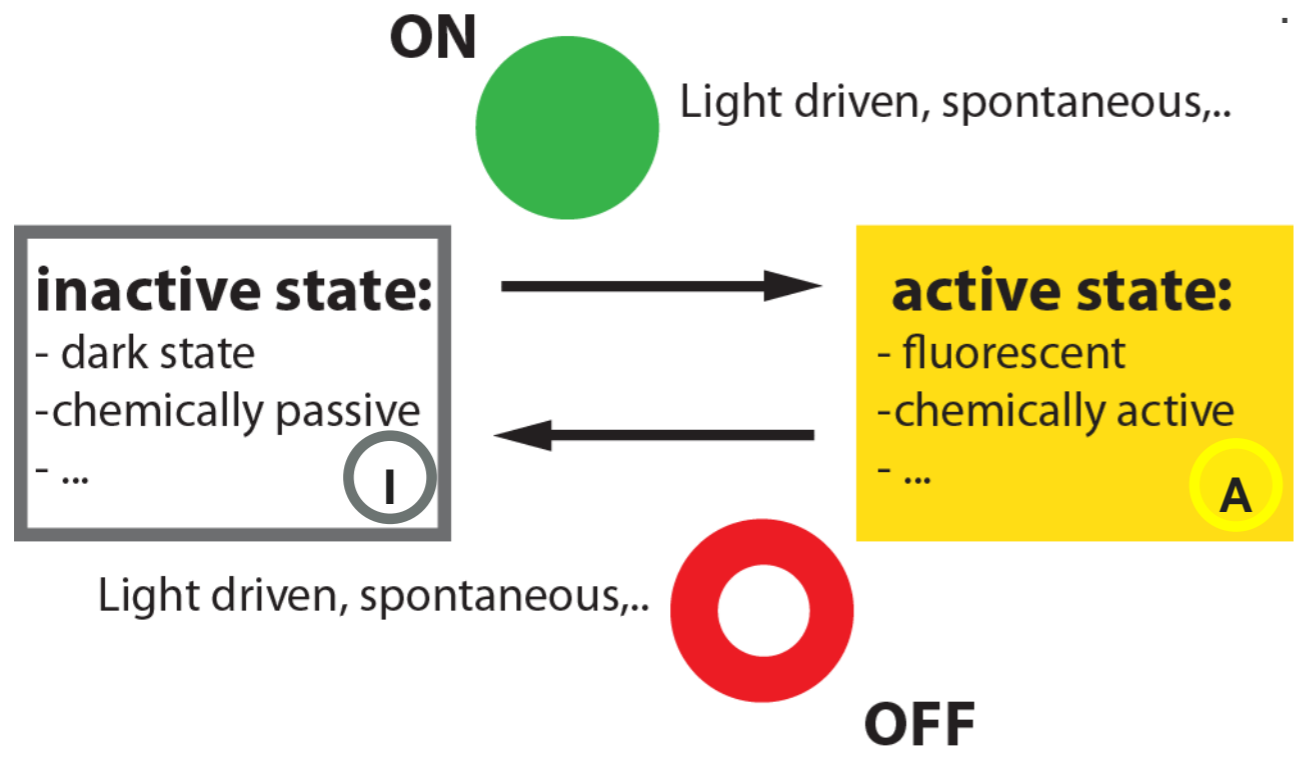 ON
Light driven, spontaneous,..
inactive state:
- dark state
-chemically passive
- ...
I
active state:
- fluorescent
-chemically active
- ...
A
Light driven, spontaneous,..
OFF